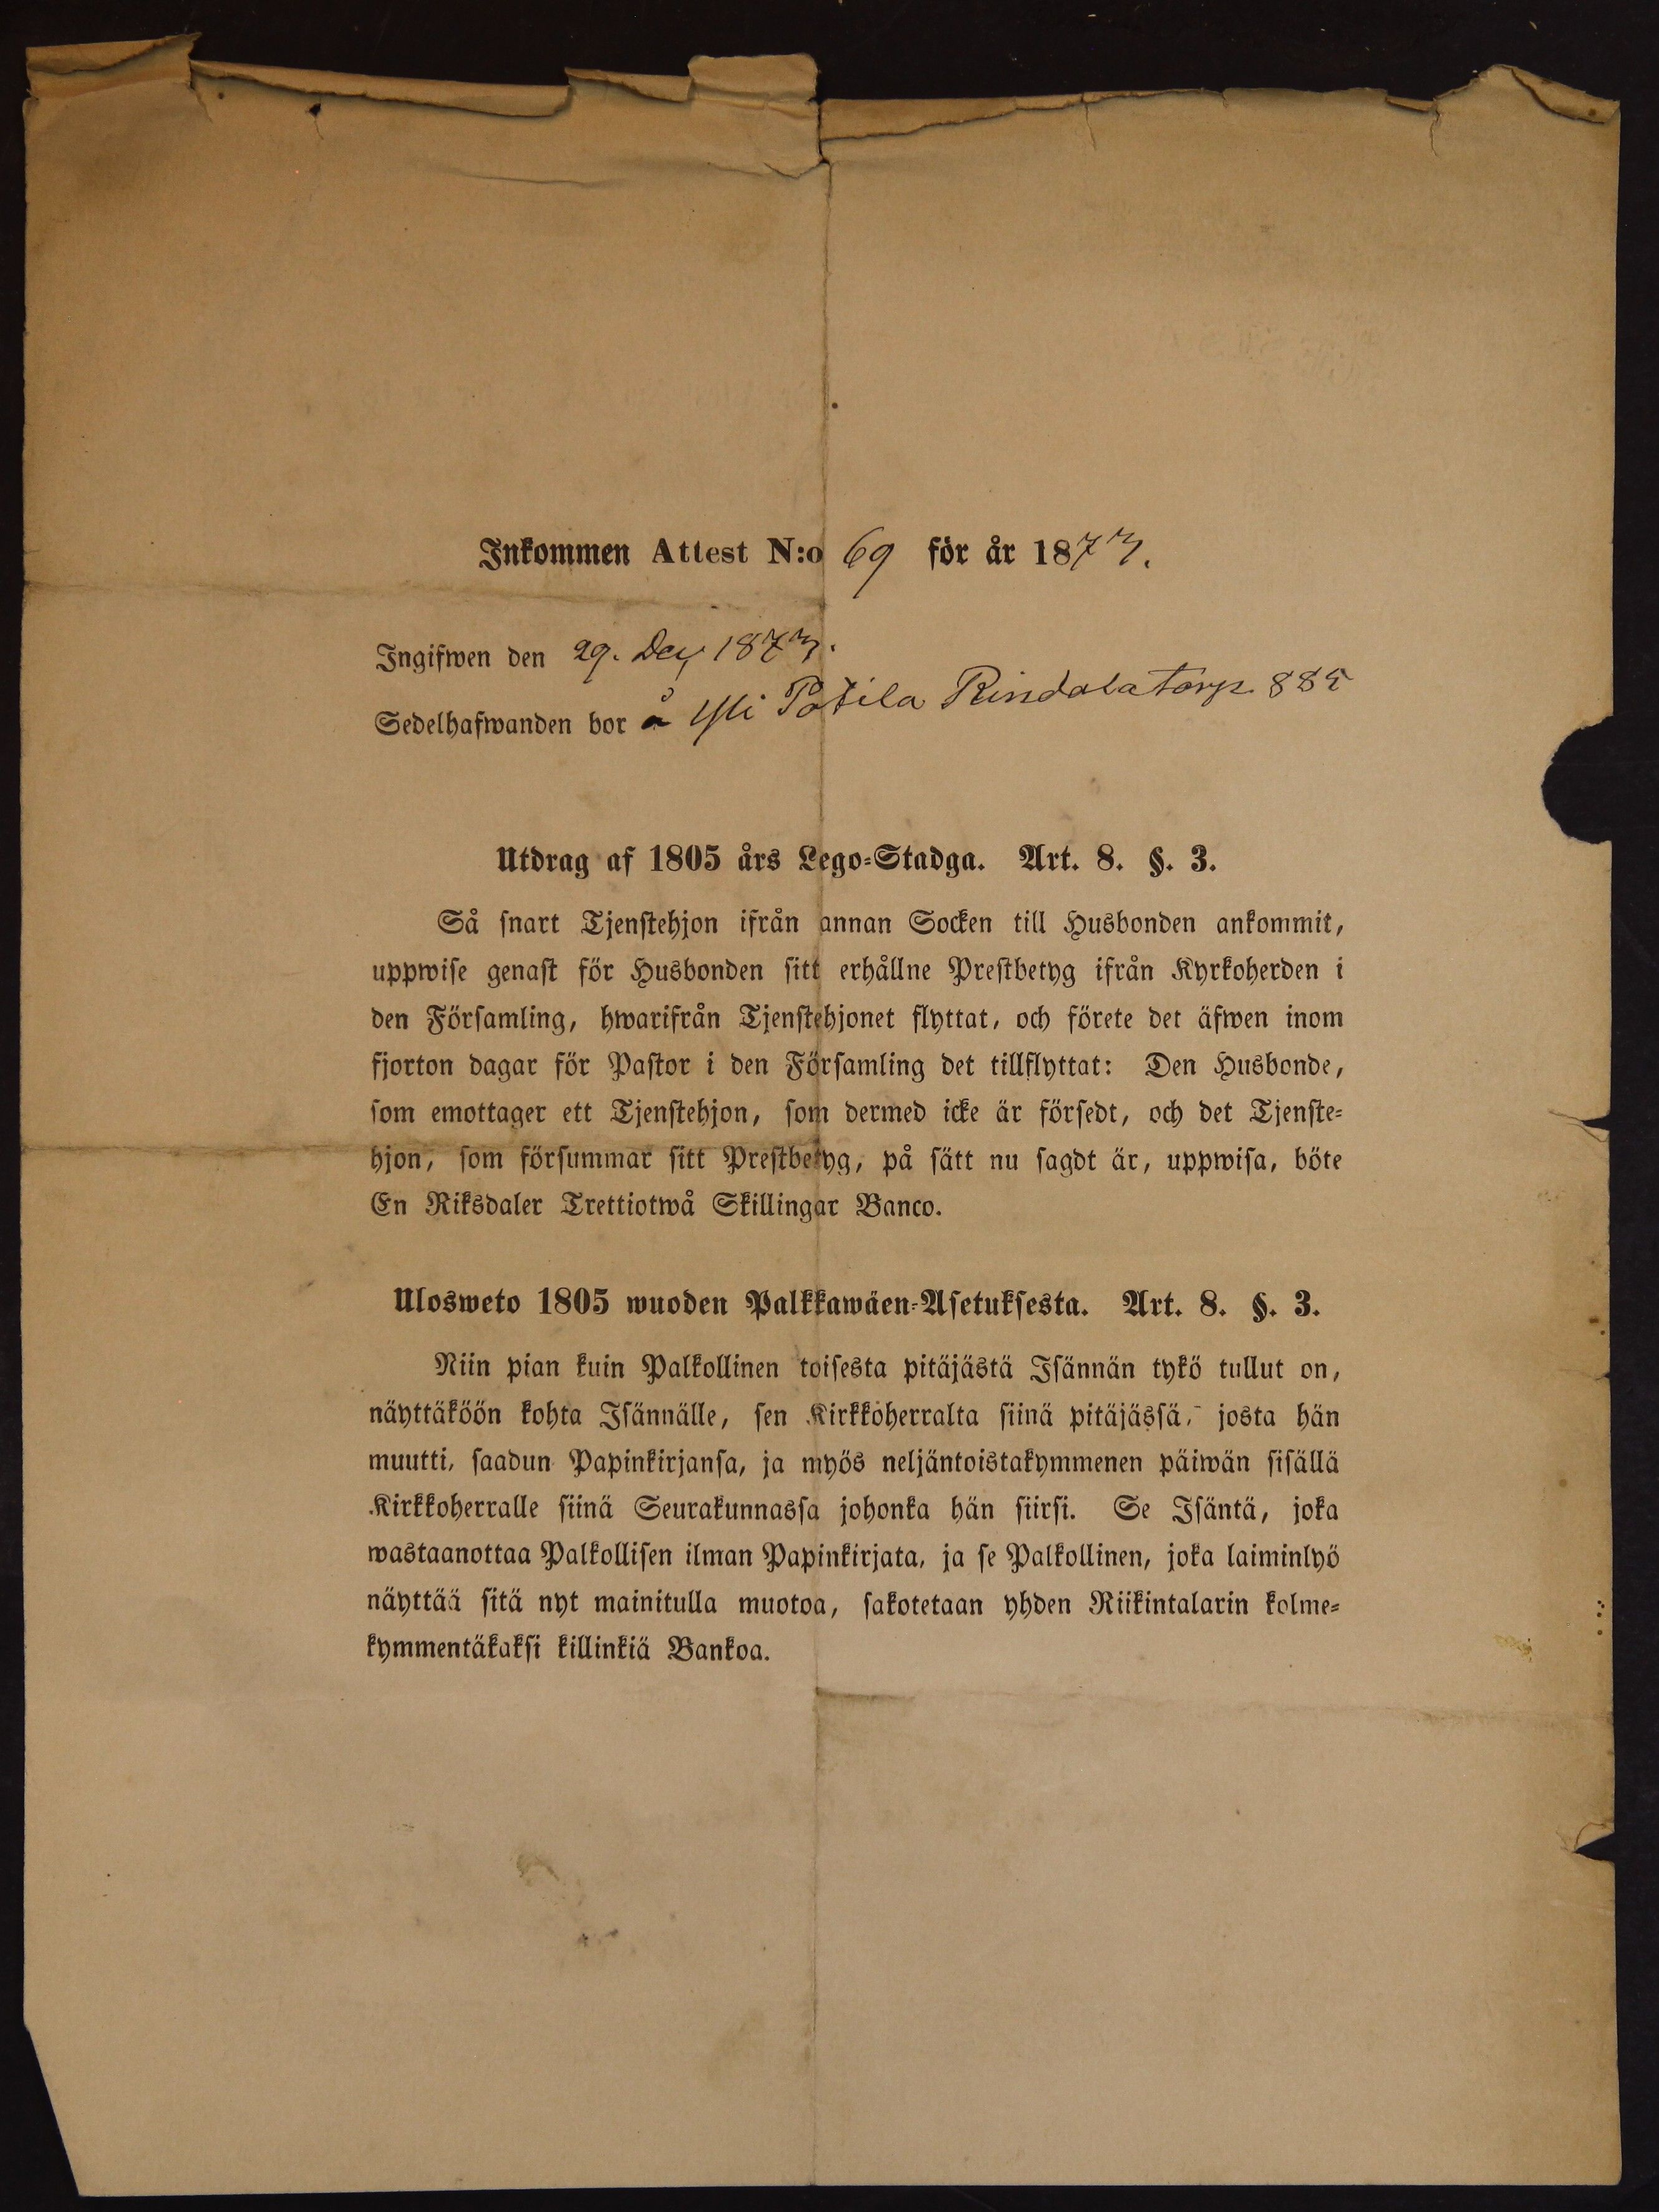 Inkommen Attest N:o 69 för år 1873.
Ingifwen den 29. Dec 1873.
Sedelhafwanden bor å Yli Potila Rindala torp. 885
Utdrag af 1805 års Lego-Stadga. Art. 8. §. 3.
Så snart Tjenstehjon ifrån annan Socken till Husbonden ankommit,
uppwise genast för Husbonden sitt erhållne Prestbetyg ifrån Kyrkoherden i
den Församling, hwarifrån Tjenstehjonet flyttat, och förete det äfwen inom
fjorton dagar för Pastor i den Församling det tillflyttat: Den Husbonde,
som emottager ett Tjenstehjon, som dermed icke är försedt, och det Tjenste-
hjon, som försummar sitt Prestbetyg, på sätt nu sagdt är, uppwisa, böte
En Riksdaler Trettiotwå Skillingar Banco.
Ulosweto 1805 wuoden Palkkawäen-Asetuksesta. Art. 8. §. 3.
Niin pian kuin Palkollinen toisesta pitäjästä Isännän tykö tullut on,
näyttäköön kohta Isännälle, sen Kirkkoherralta siinä pitäjässä, josta hän
muutti, saadun Papinkirjansa, ja myös neljäntoistakymmenen päiwän sisällä
Kirkkoherralle siinä Seurakunnassa johonka hän siirsi. Se Isäntä, joka
wastaanottaa Palkollisen ilman Papinkirjata, ja se Palkollinen, joka laiminlyö
näyttää sitä nyt mainitulla muotoa, sakotetaan yhden Riikintalarin kolme-
kymmentäkaksi killinkiä Bankoa.